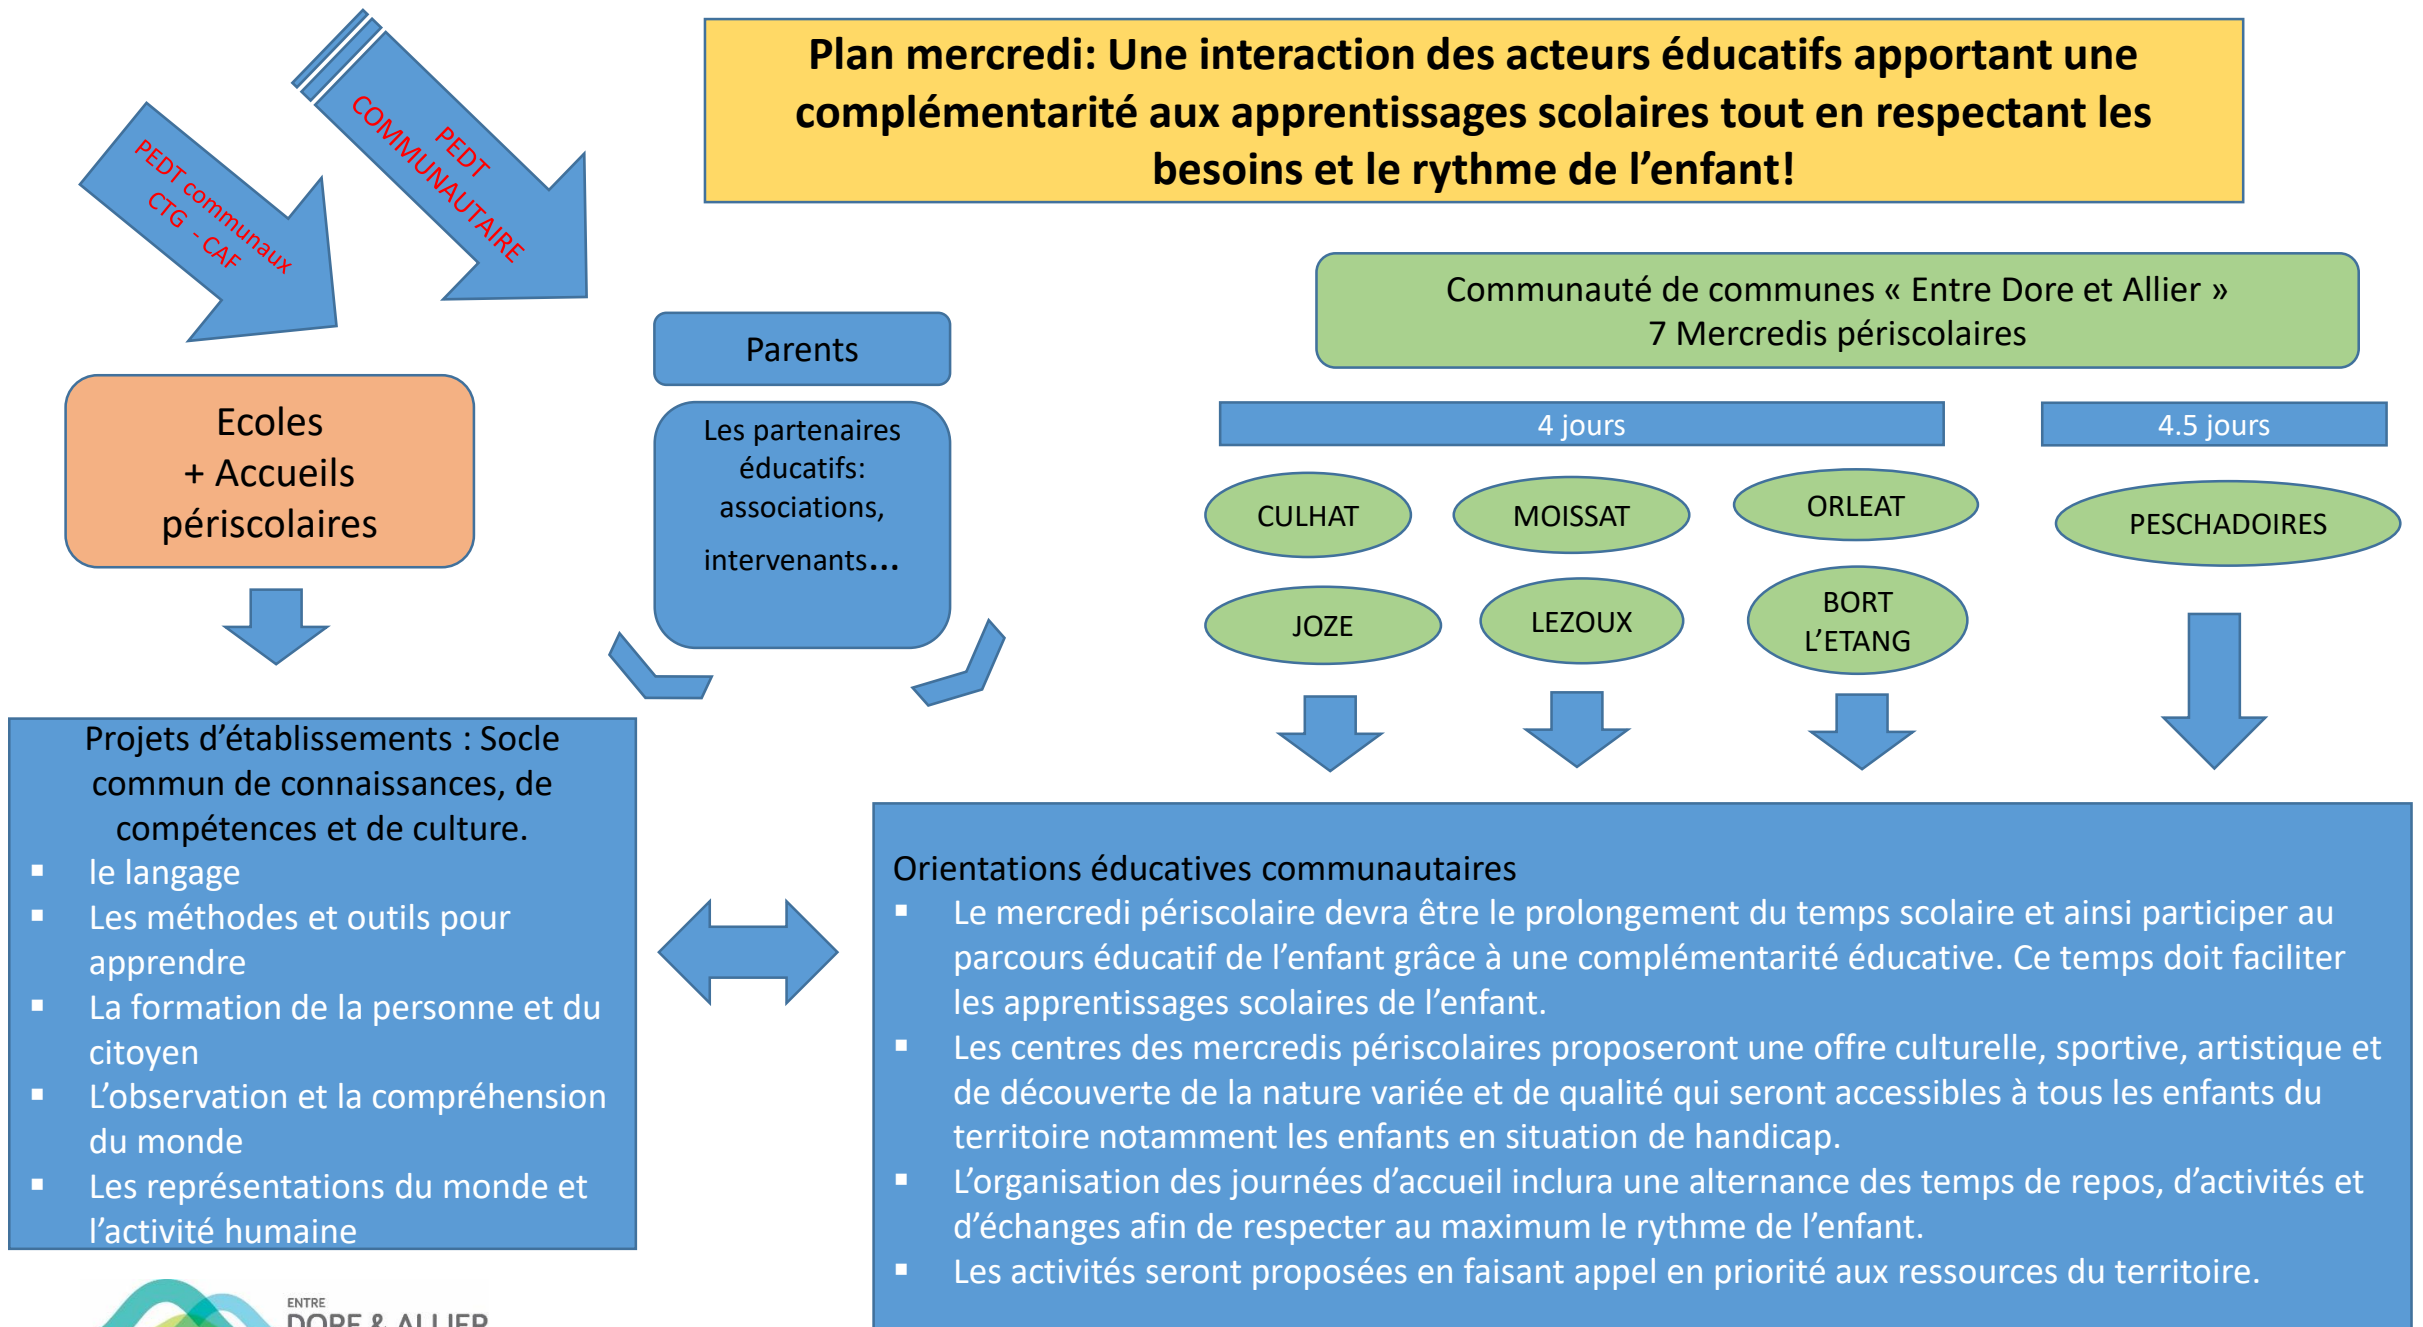 Plan mercredi: Une interaction des acteurs éducatifs apportant une
complémentarité aux apprentissages scolaires tout en respectant les
besoins et le rythme de l’enfant!
PEDT communaux
CTG - CAF
PEDT
COMMUNAUTAIRE
Communauté de communes « Entre Dore et Allier »
7 Mercredis périscolaires
Parents
Ecoles
+ Accueils
périscolaires
Les partenaires
éducatifs:
associations,
intervenants...
4 jours
4.5 jours
CULHAT
MOISSAT
ORLEAT
PESCHADOIRES
JOZE
LEZOUX
BORT
L’ETANG
Projets d’établissements : Socle
commun de connaissances, de
compétences et de culture.
▪ le langage
▪ Les méthodes et outils pour
apprendre
▪ La formation de la personne et du
citoyen
▪ L’observation et la compréhension
du monde
▪ Les représentations du monde et
l’activité humaine
Orientations éducatives communautaires
▪ Le mercredi périscolaire devra être le prolongement du temps scolaire et ainsi participer au
parcours éducatif de l’enfant grâce à une complémentarité éducative. Ce temps doit faciliter
les apprentissages scolaires de l’enfant.
▪ Les centres des mercredis périscolaires proposeront une offre culturelle, sportive, artistique et
de découverte de la nature variée et de qualité qui seront accessibles à tous les enfants du
territoire notamment les enfants en situation de handicap.
▪ L’organisation des journées d’accueil inclura une alternance des temps de repos, d’activités et
d’échanges afin de respecter au maximum le rythme de l’enfant.
▪ Les activités seront proposées en faisant appel en priorité aux ressources du territoire.
ENTRE
DORE & ALLIER